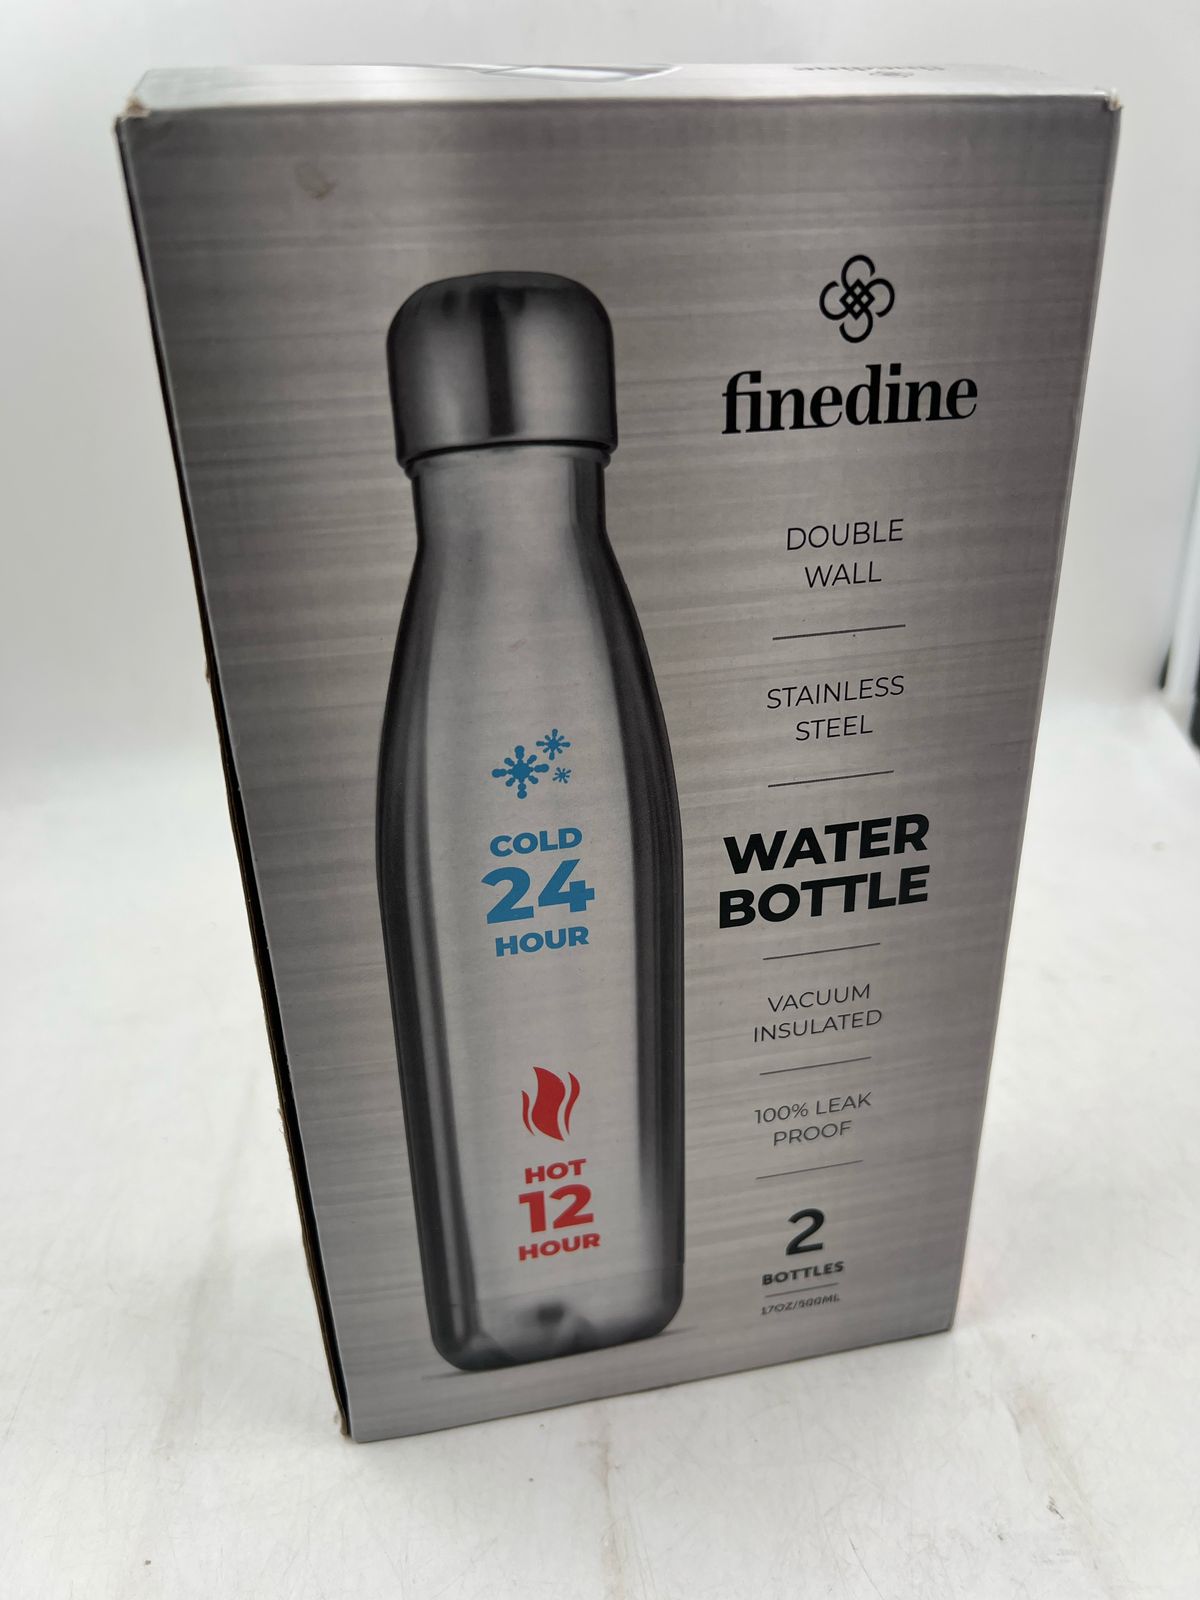 finedine
DOUBLE
WALL
STAINLESS
STEEL
WATER
BOTTLE
VACUUM
INSULATED
100% LEAK
PROOF
2
BOTTLES
17OZ/500ML
COLD
24
HOUR
HOT
12
HOUR